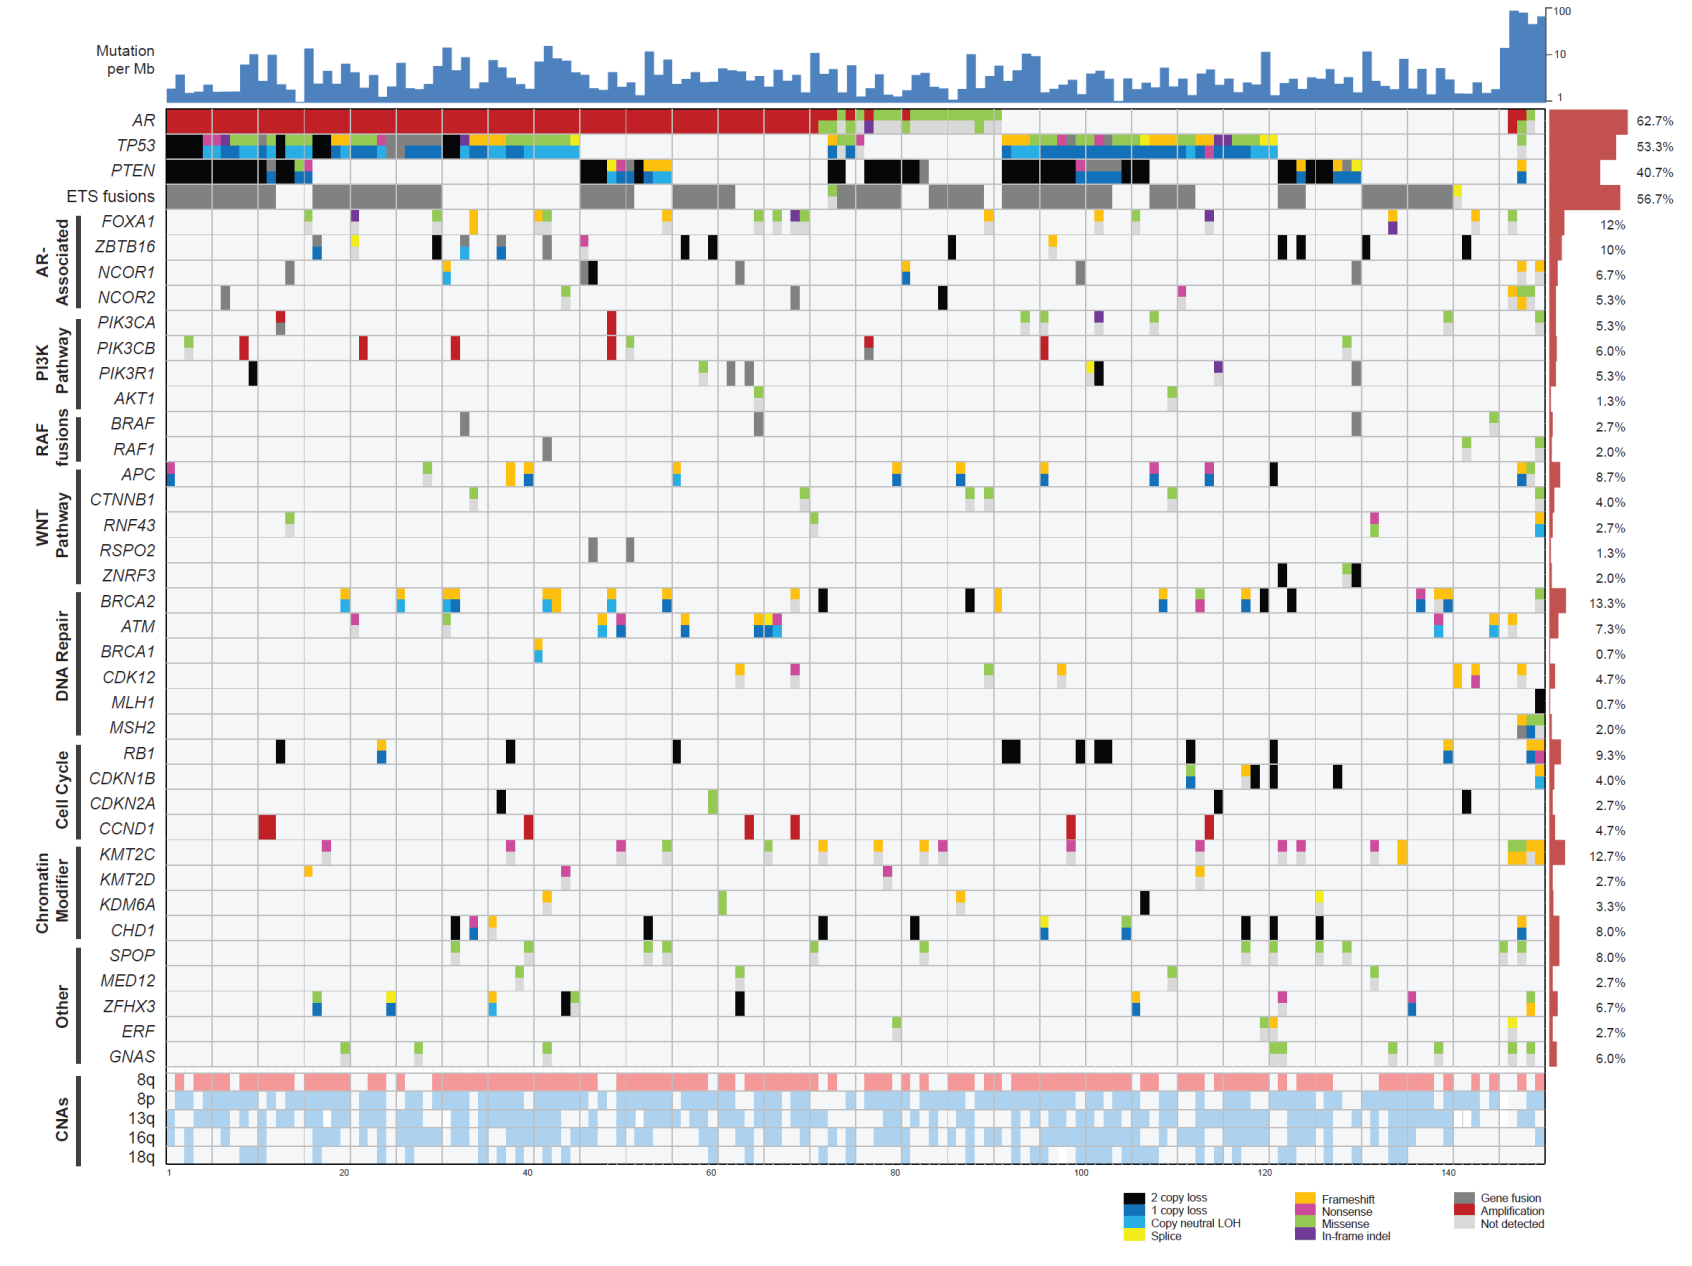 Mutation
per Mb
100
10
1
AR 62.7%
TP53 53.3%
PTEN 40.7%
ETS fusions 56.7%
AR-
Associated
FOXA1 12%
ZBTB16 10%
NCOR1 6.7%
NCOR2 5.3%
PI3K
Pathway
PIK3CA 5.3%
PIK3CB 6.0%
PIK3R1 5.3%
AKT1 1.3%
RAF
fusions
BRAF 2.7%
RAF1 2.0%
WNT
Pathway
APC 8.7%
CTNNB1 4.0%
RNF43 2.7%
RSPO2 1.3%
ZNRF3 2.0%
DNA Repair
BRCA2 13.3%
ATM 7.3%
BRCA1 0.7%
CDK12 4.7%
MLH1 0.7%
MSH2 2.0%
Cell Cycle
RB1 9.3%
CDKN1B 4.0%
CDKN2A 2.7%
CCND1 4.7%
Chromatin
Modifier
KMT2C 12.7%
KMT2D 2.7%
KDM6A 3.3%
CHD1 8.0%
Other
SPOP 8.0%
MED12 2.7%
ZFHX3 6.7%
ERF 2.7%
GNAS 6.0%
CNAs
8q
8p
13q
16q
18q
1 20 40 60 80 100 120 140
2 copy loss
1 copy loss
Copy neutral LOH
Splice
Frameshift
Nonsense
Missense
In-frame indel
Gene fusion
Amplification
Not detected